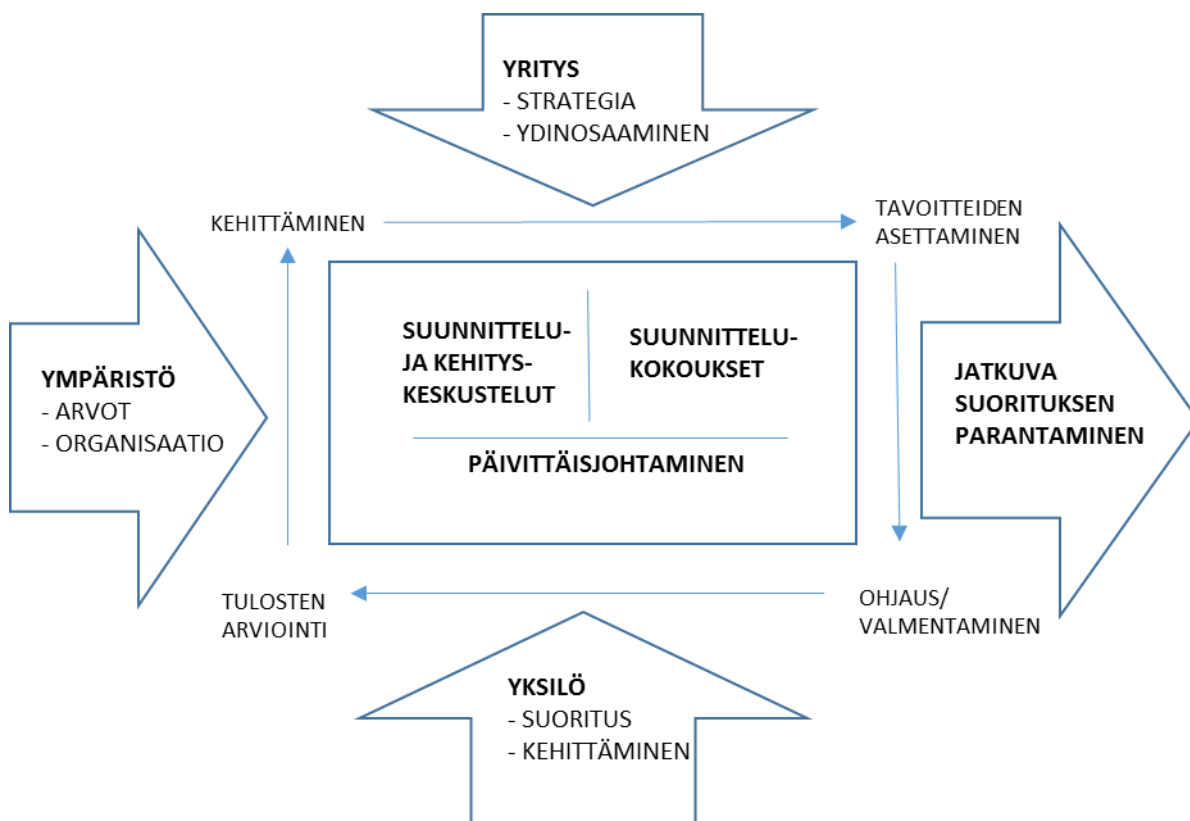 YRITYS
- STRATEGIA
- YDINOSAAMINEN
KEHITTÄMINEN
TAVOITTEIDEN
ASETTAMINEN
YMPÄRISTÖ
- ARVOT
- ORGANISAATIO
SUUNNITTELU-
JA KEHITYS-
KESKUSTELUT
SUUNNITTELU-
KOKOUKSET
PÄIVITTÄISJOHTAMINEN
JATKUVA
SUORITUKSEN
PARANTAMINEN
TULOSTEN
ARVIOINTI
OHJAUS/
VALMENTAMINEN
YKSILÖ
- SUORITUS
- KEHITTÄMINEN